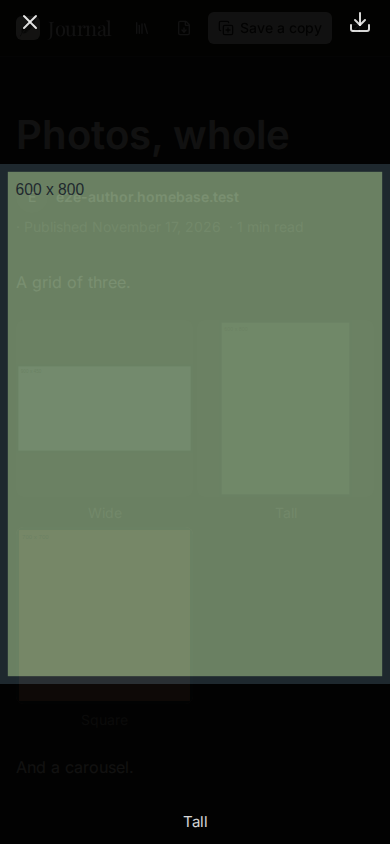 Journal
Save a copy
Photos, whole
600 x 800
E
e2e-author.homebase.test
Published November 17, 2026 · 1 min read
A grid of three.
Wide
Tall
Square
And a carousel.
Tall